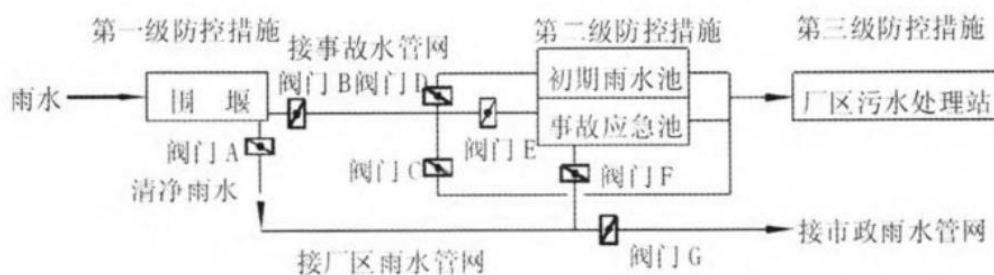 第一级防控措施
第二级防控措施
第三级防控措施
接事故水管网
阀门B阀门D
雨水
围堰
初期雨水池
事故应急池
厂区污水处理站
阀门A
阀门E
阀门C
阀门F
清净雨水
接市政雨水管网
接厂区雨水管网
阀门G